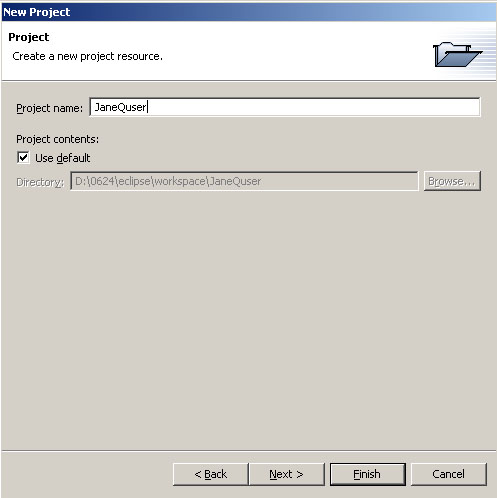 New Project
Project
Create a new project resource.
Project name: JaneQuser
Project contents:
Use default
Directory: D:\0624\eclipse\workspace\JaneQuser Browse...
< Back Next > Finish Cancel